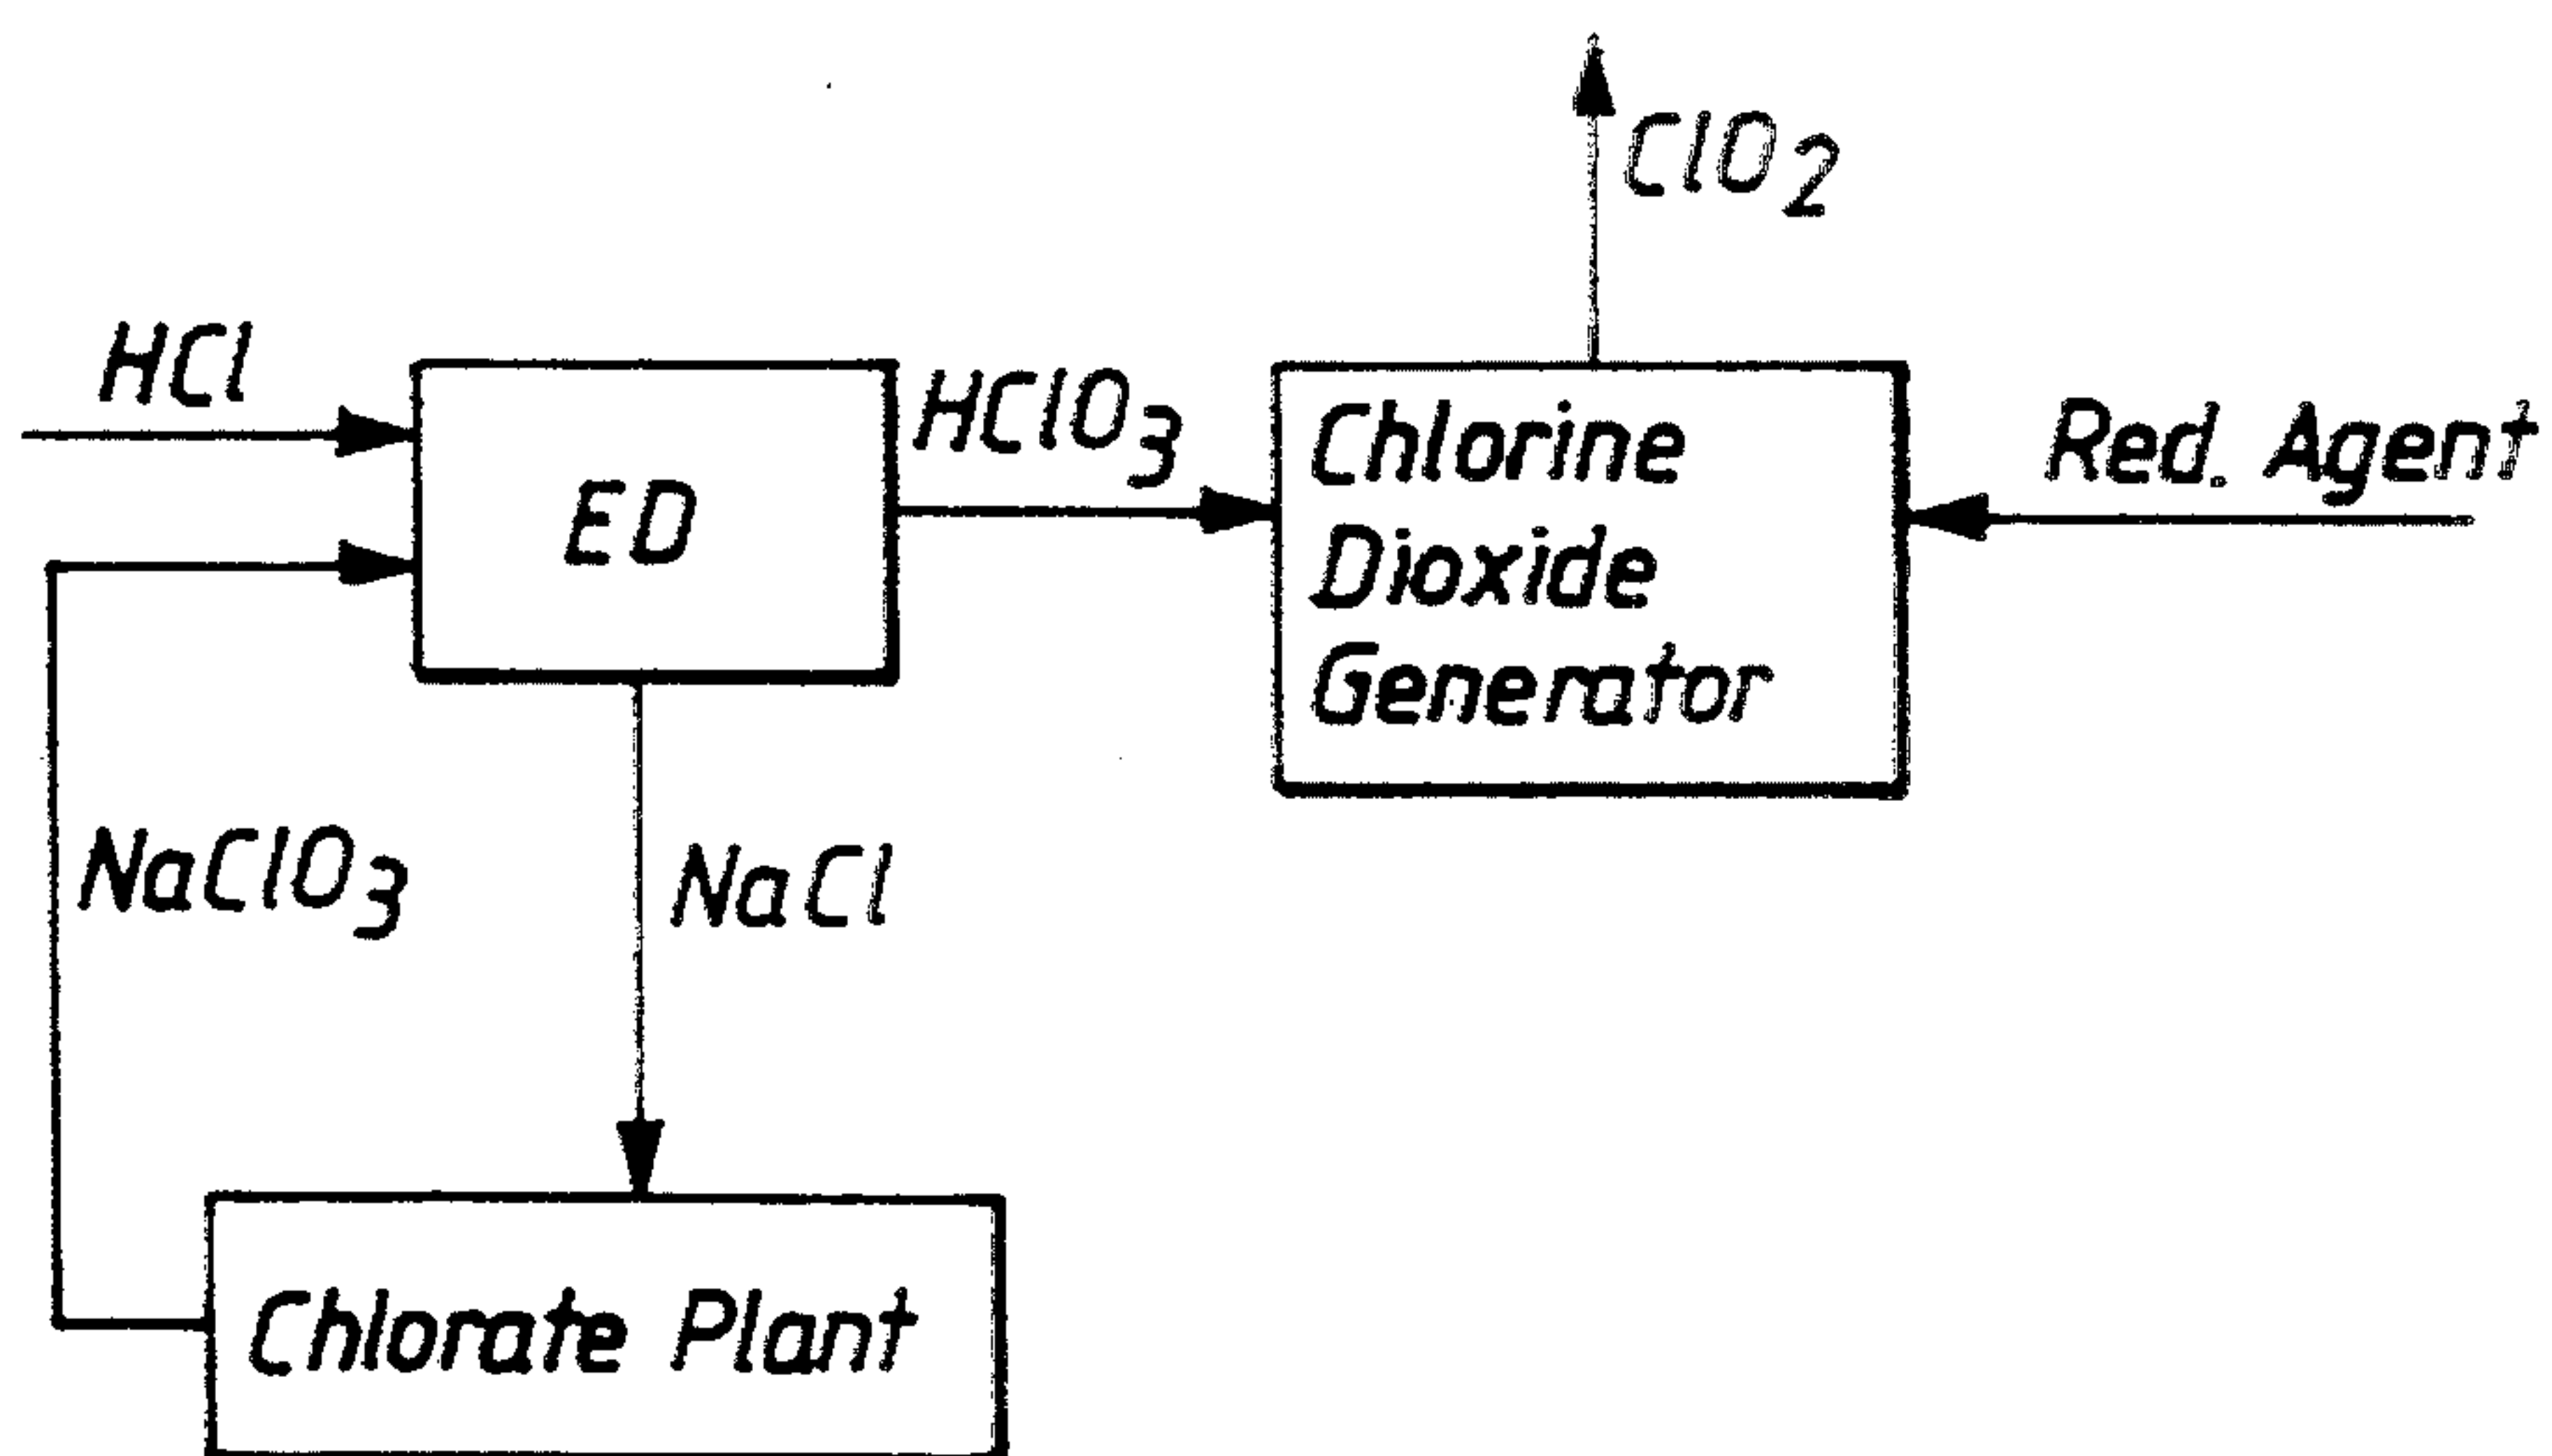 ClO2
HCl
HClO3
ED
Chlorine
Dioxide
Generator
Red. Agent
NaClO3
NaCl
Chlorate Plant